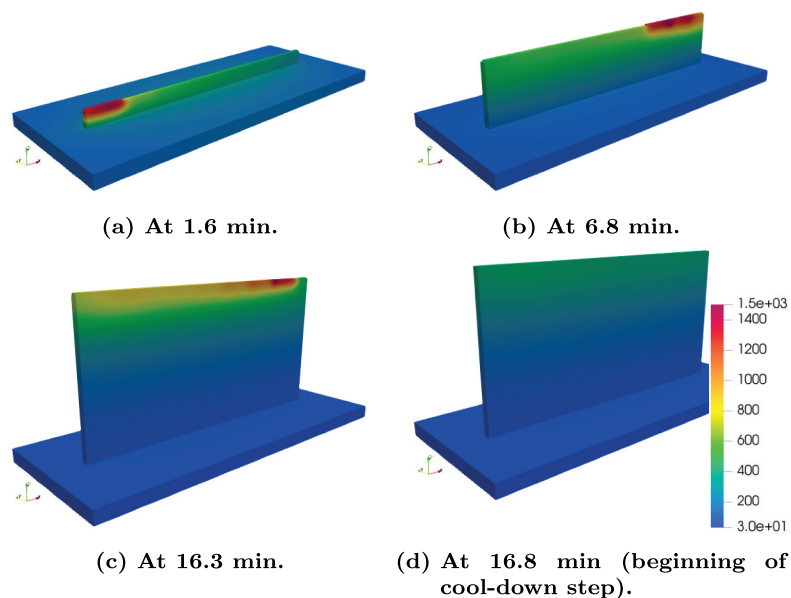 (a) At 1.6 min.
(b) At 6.8 min.
1.5e+03
1400
1200
1000
800
600
400
200
3.0e+01
(c) At 16.3 min.
(d) At 16.8 min (beginning of
cool-down step).